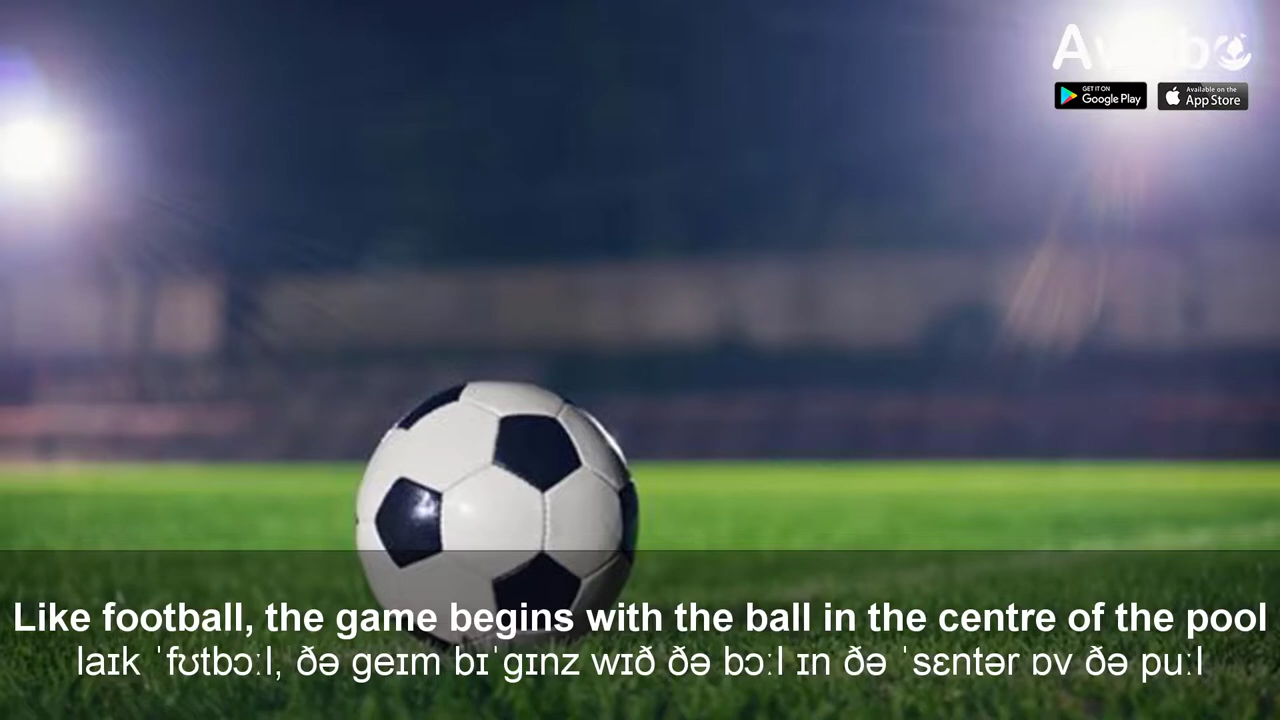 GET IT ON
Google Play
Available on the
App Store
Like football, the game begins with the ball in the centre of the pool
laɪk ˈfʊtbɔːl, ðə geɪm bɪˈgɪnz wɪð ðə bɔːl ɪn ðə ˈsɛntər ɒv ðə puːl